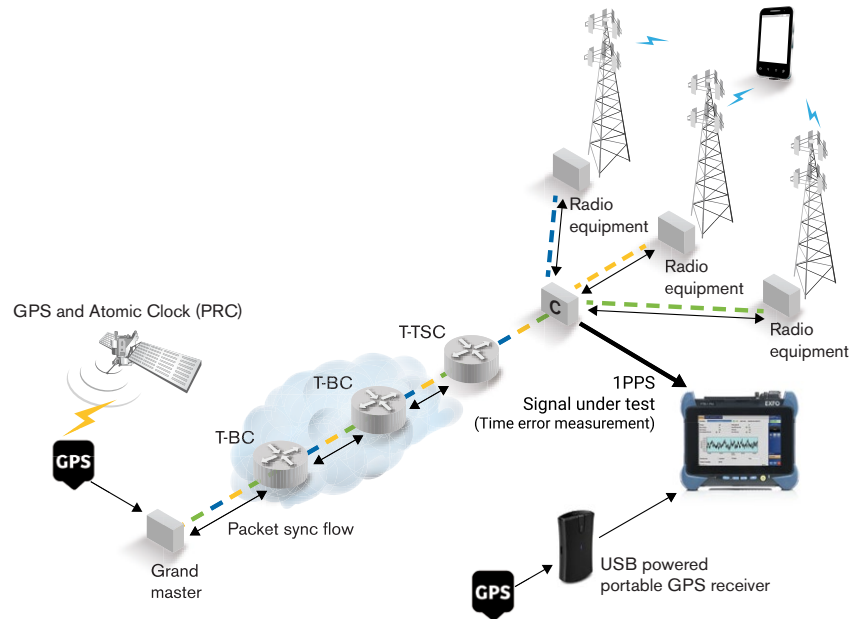 Radio
equipment
Radio
equipment
Radio
equipment
C
GPS and Atomic Clock (PRC)
T-TSC
T-BC
T-BC
1PPS
Signal under test
(Time error measurement)
EXFO
GPS
Packet sync flow
Grand
master
GPS
USB powered
portable GPS receiver